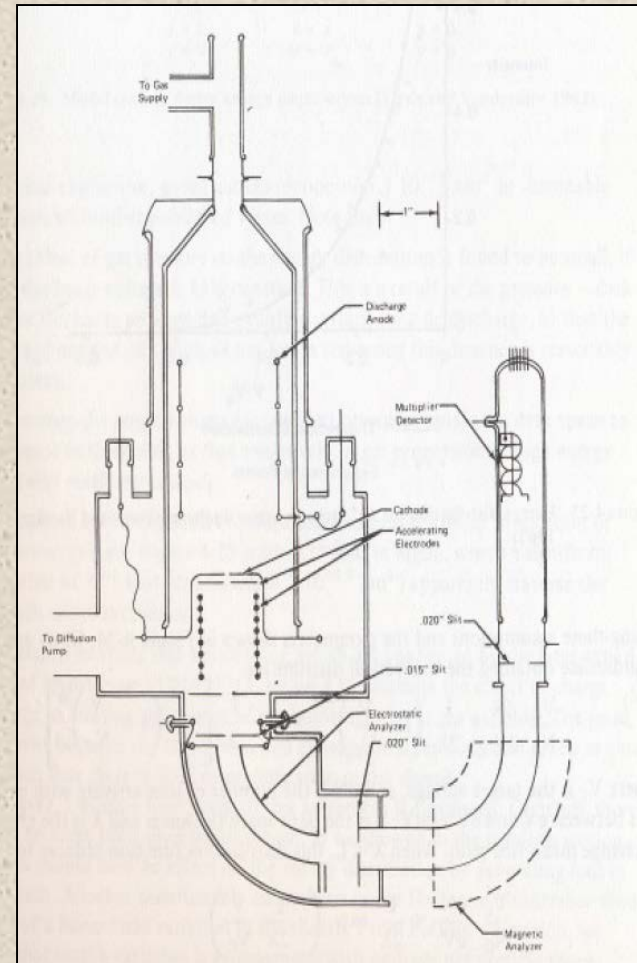 To Gas
Supply
1"
Discharge
Anode
Multiplier
Detector
Cathode
Accelerating
Electrodes
To Diffusion
Pump
.020" Slit
.015" Slit
Electrostatic
Analyzer
.020" Slit
Magnetic
Analyzer